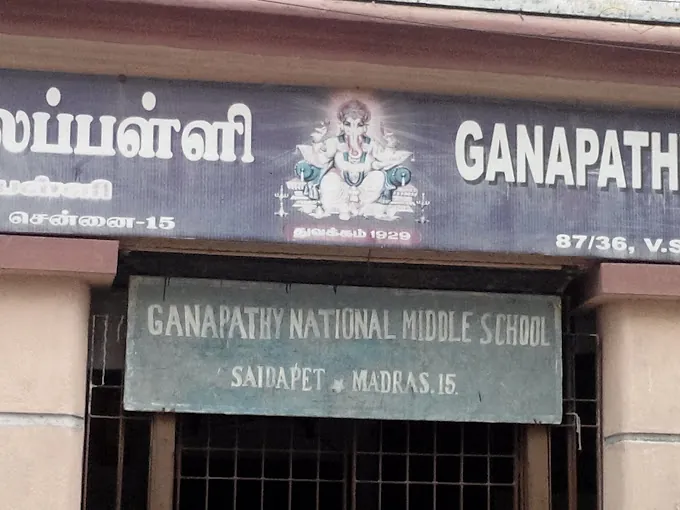 லப்பள்ளி
GANAPATH
சென்னை-15
துவக்கம் 1929
87/36, V.S
GANAPATHY NATIONAL MIDDLE SCHOOL
SAIDAPET MADRAS.15.